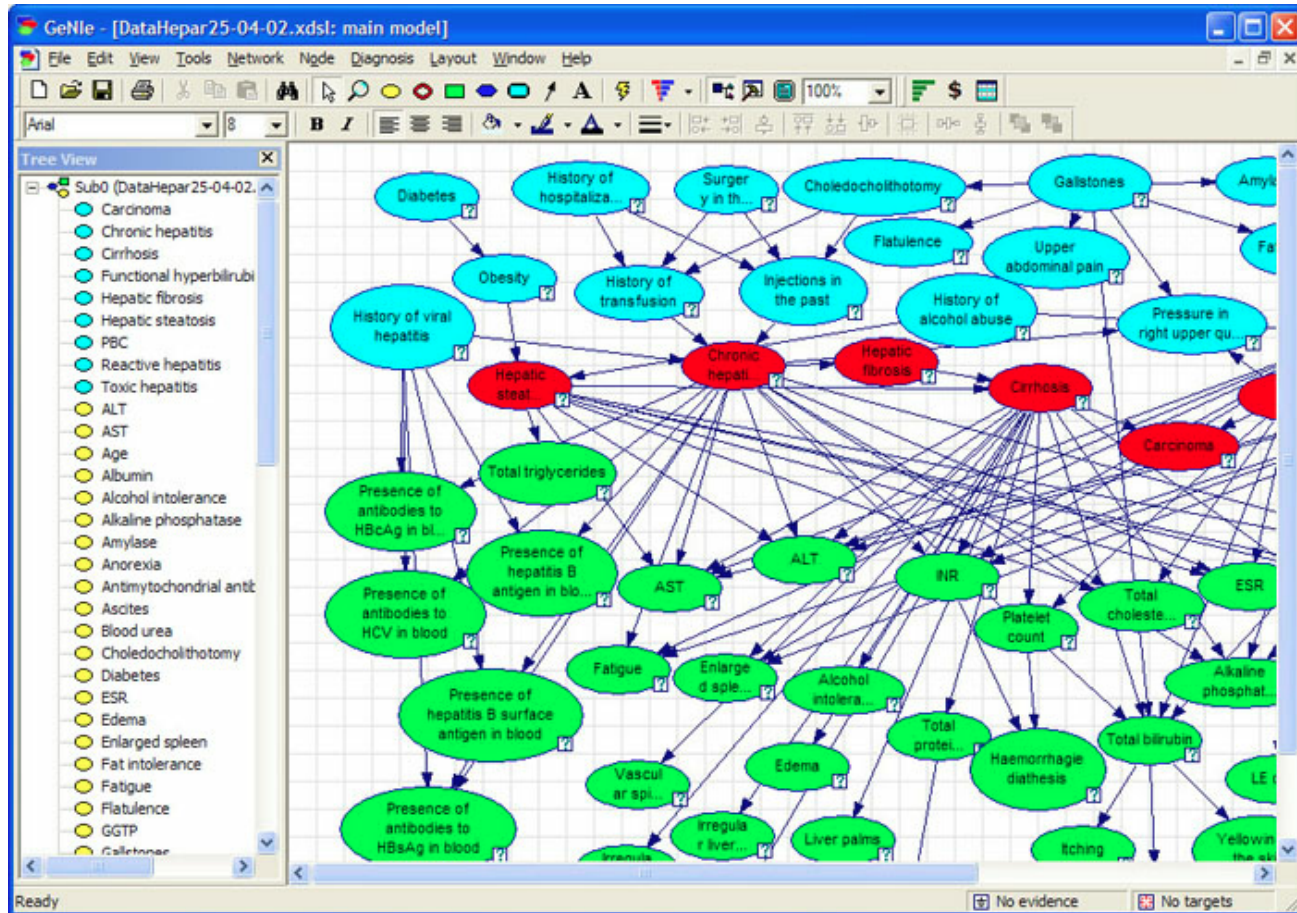 GeNIe - [DataHepar25-04-02.xdsl: main model]
File Edit View Tools Network Node Diagnosis Layout Window Help
100%
Arial 8 B I A
Tree View
Sub0 (DataHepar25-04-02.
Carcinoma
Chronic hepatitis
Cirrhosis
Functional hyperbilirubi
Hepatic fibrosis
Hepatic steatosis
PBC
Reactive hepatitis
Toxic hepatitis
ALT
AST
Age
Albumin
Alcohol intolerance
Alkaline phosphatase
Amylase
Anorexia
Antimytochondrial antib
Ascites
Blood urea
Choledocholithotomy
Diabetes
ESR
Edema
Enlarged spleen
Fat intolerance
Fatigue
Flatulence
GGTP
Gallstones
Diabetes
History of
hospitaliza...
Surger
y in th...
Choledocholithotomy
Gallstones
Amyla
Flatulence
Upper
abdominal pain
Fat
Obesity
History of
transfusion
Injections in
the past
History of
alcohol abuse
Pressure in
right upper qu...
History of viral
hepatitis
Hepatic
steat...
Chronic
hepati...
Hepatic
fibrosis
Cirrhosis
Carcinoma
Total triglycerides
Presence of
antibodies to
HBcAg in bl...
Presence of
hepatitis B
antigen in blo...
AST
ALT
INR
Total
choleste...
ESR
Presence of
antibodies to
HCV in blood
Platelet
count
Fatigue
Enlarge
d sple...
Alcohol
intolera...
Alkaline
phosphat...
Presence of
hepatitis B surface
antigen in blood
Total
protei...
Haemorrhagie
diathesis
Total bilirubin
Vascul
ar spi...
Edema
LE c
Presence of
antibodies to
HBsAg in blood
Irregula
r liver...
Liver palms
Itching
Yellowin
the ski
Irregula
Ready
No evidence
No targets